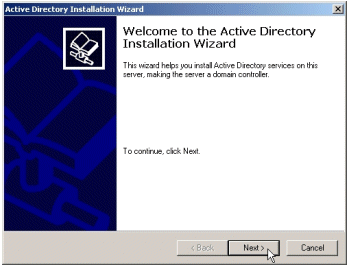 Active Directory Installation Wizard
Welcome to the Active Directory
Installation Wizard
This wizard helps you install Active Directory services on this
server, making the server a domain controller.
To continue, click Next.
< Back
Next >
Cancel